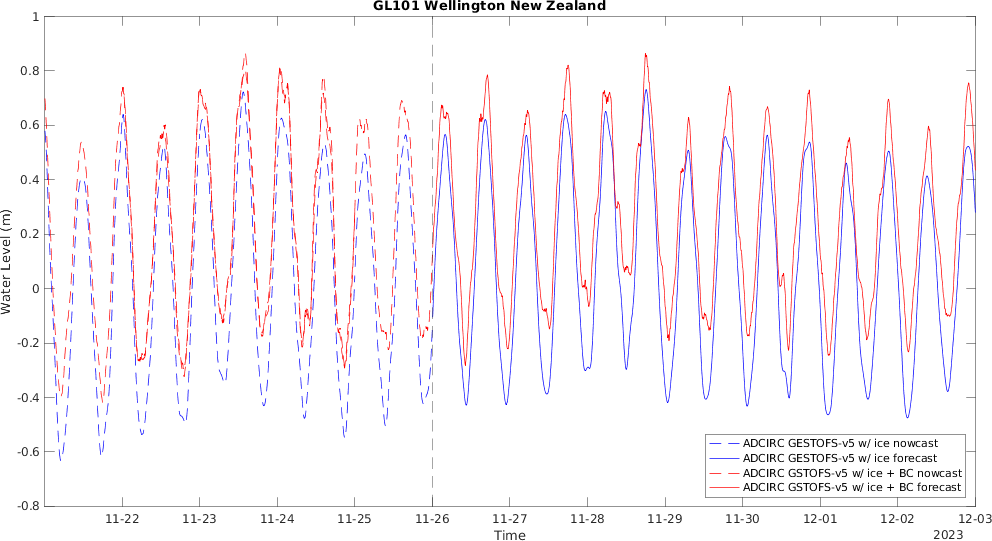 GL101 Wellington New Zealand
1
0.8
0.6
0.4
0.2
0
-0.2
-0.4
-0.6
-0.8
Water Level (m)
ADCIRC GESTOFS-v5 w/ ice nowcast
ADCIRC GESTOFS-v5 w/ ice forecast
ADCIRC GSTOFS-v5 w/ ice + BC nowcast
ADCIRC GSTOFS-v5 w/ ice + BC forecast
11-22 11-23 11-24 11-25 11-26 11-27 11-28 11-29 11-30 12-01 12-02 12-03
Time 2023